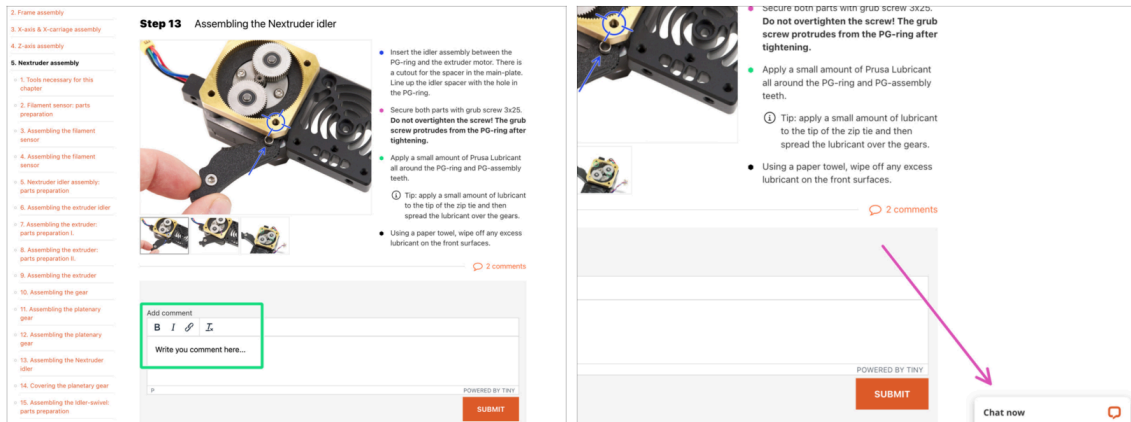 2. Frame assembly
3. X-axis & X-carriage assembly
4. Z-axis assembly
5. Nextruder assembly
1. Tools necessary for this
chapter
2. Filament sensor: parts
preparation
3. Assembling the filament
sensor
4. Assembling the filament
sensor
5. Nextruder idler assembly:
parts preparation
6. Assembling the extruder idler
7. Assembling the extruder:
parts preparation I.
8. Assembling the extruder:
parts preparation II.
9. Assembling the extruder
10. Assembling the gear
11. Assembling the platenary
gear
12. Assembling the platenary
gear
13. Assembling the Nextruder
idler
14. Covering the planetary gear
15. Assembling the Idler-swivel:
parts preparation
Step 13 Assembling the Nextruder idler
Insert the idler assembly between the
PG-ring and the extruder motor. There is
a cutout for the spacer in the main-plate.
Line up the idler spacer with the hole in
the PG-ring.
Secure both parts with grub screw 3x25.
Do not overtighten the screw! The grub
screw protrudes from the PG-ring after
tightening.
Apply a small amount of Prusa Lubricant
all around the PG-ring and PG-assembly
teeth.
Tip: apply a small amount of lubricant
to the tip of the zip tie and then
spread the lubricant over the gears.
Using a paper towel, wipe off any excess
lubricant on the front surfaces.
2 comments
Add comment
B I
Write you comment here...
P POWERED BY TINY
SUBMIT
Secure both parts with grub screw 3x25.
Do not overtighten the screw! The grub
screw protrudes from the PG-ring after
tightening.
Apply a small amount of Prusa Lubricant
all around the PG-ring and PG-assembly
teeth.
Tip: apply a small amount of lubricant
to the tip of the zip tie and then
spread the lubricant over the gears.
Using a paper towel, wipe off any excess
lubricant on the front surfaces.
2 comments
POWERED BY TINY
SUBMIT
Chat now